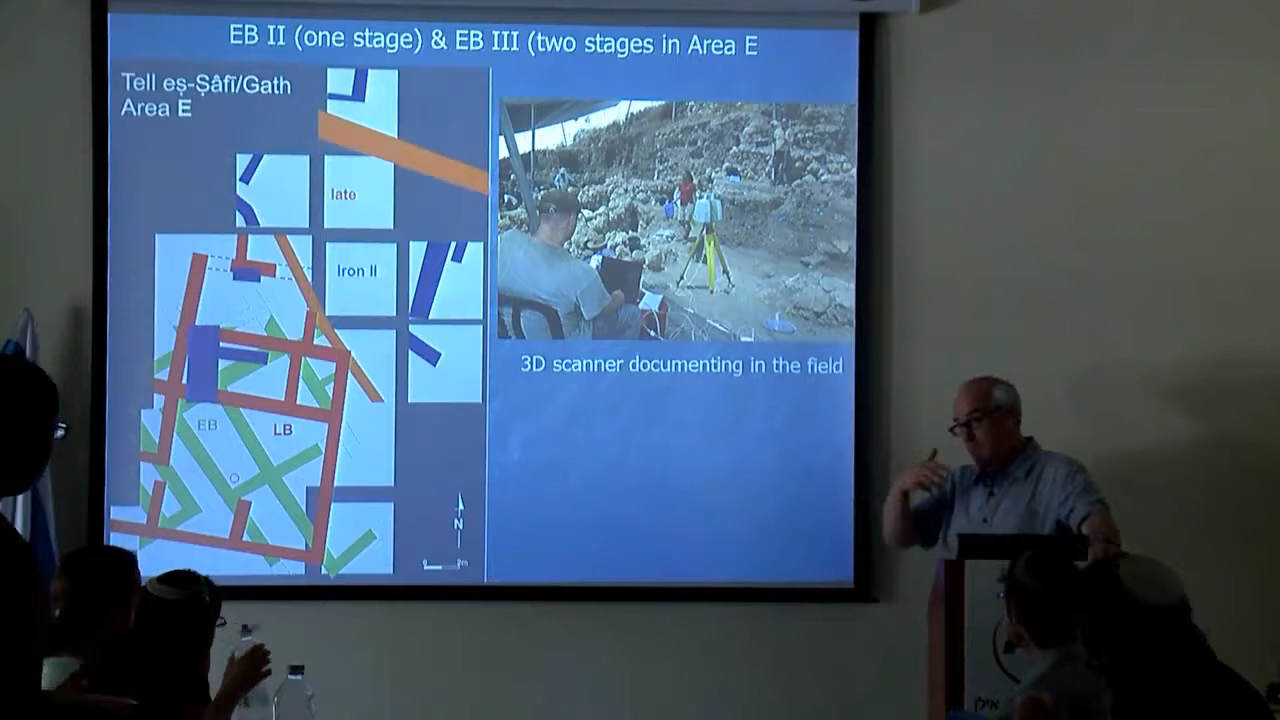 EB II (one stage) & EB III (two stages in Area E
Tell eṣ-Ṣâfī/Gath
Area E
late
Iron II
EB
LB
N
3D scanner documenting in the field
אילן